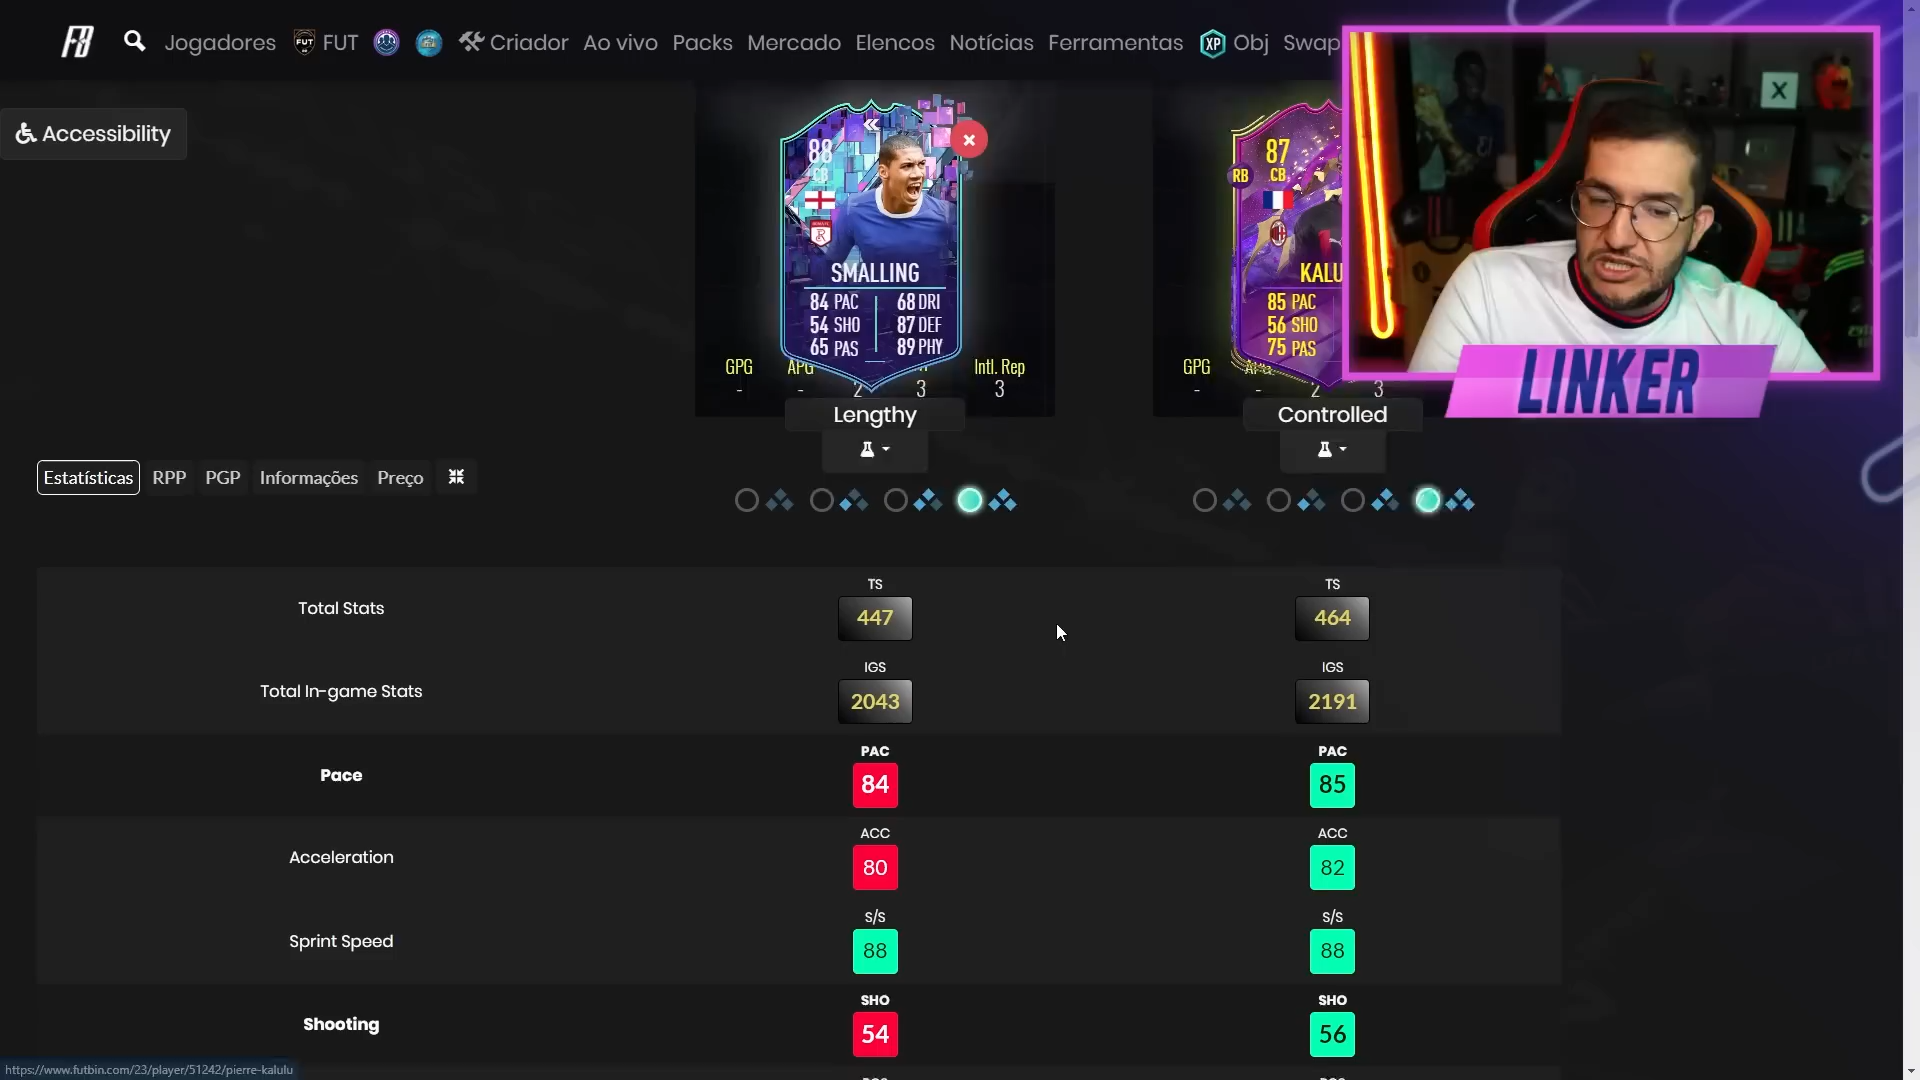 Jogadores FUT Criador Ao vivo Packs Mercado Elencos Notícias Ferramentas XP Obj Swap
Accessibility
88
CB
SMALLING
84 PAC 68 DRI
54 SHO 87 DEF
65 PAS 89 PHY
GPG APG Intl. Rep
- - 2 3 3
Lengthy
87
RB CB
KALU
85 PAC
56 SHO
75 PAS
GPG
- - 2 3
Controlled
X
LINKER
Estatísticas RPP PGP Informações Preço
TS TS
Total Stats 447 464
IGS IGS
Total In-game Stats 2043 2191
PAC PAC
Pace 84 85
ACC ACC
Acceleration 80 82
S/S S/S
Sprint Speed 88 88
SHO SHO
Shooting 54 56
https://www.futbin.com/23/player/51242/pierre-kalulu